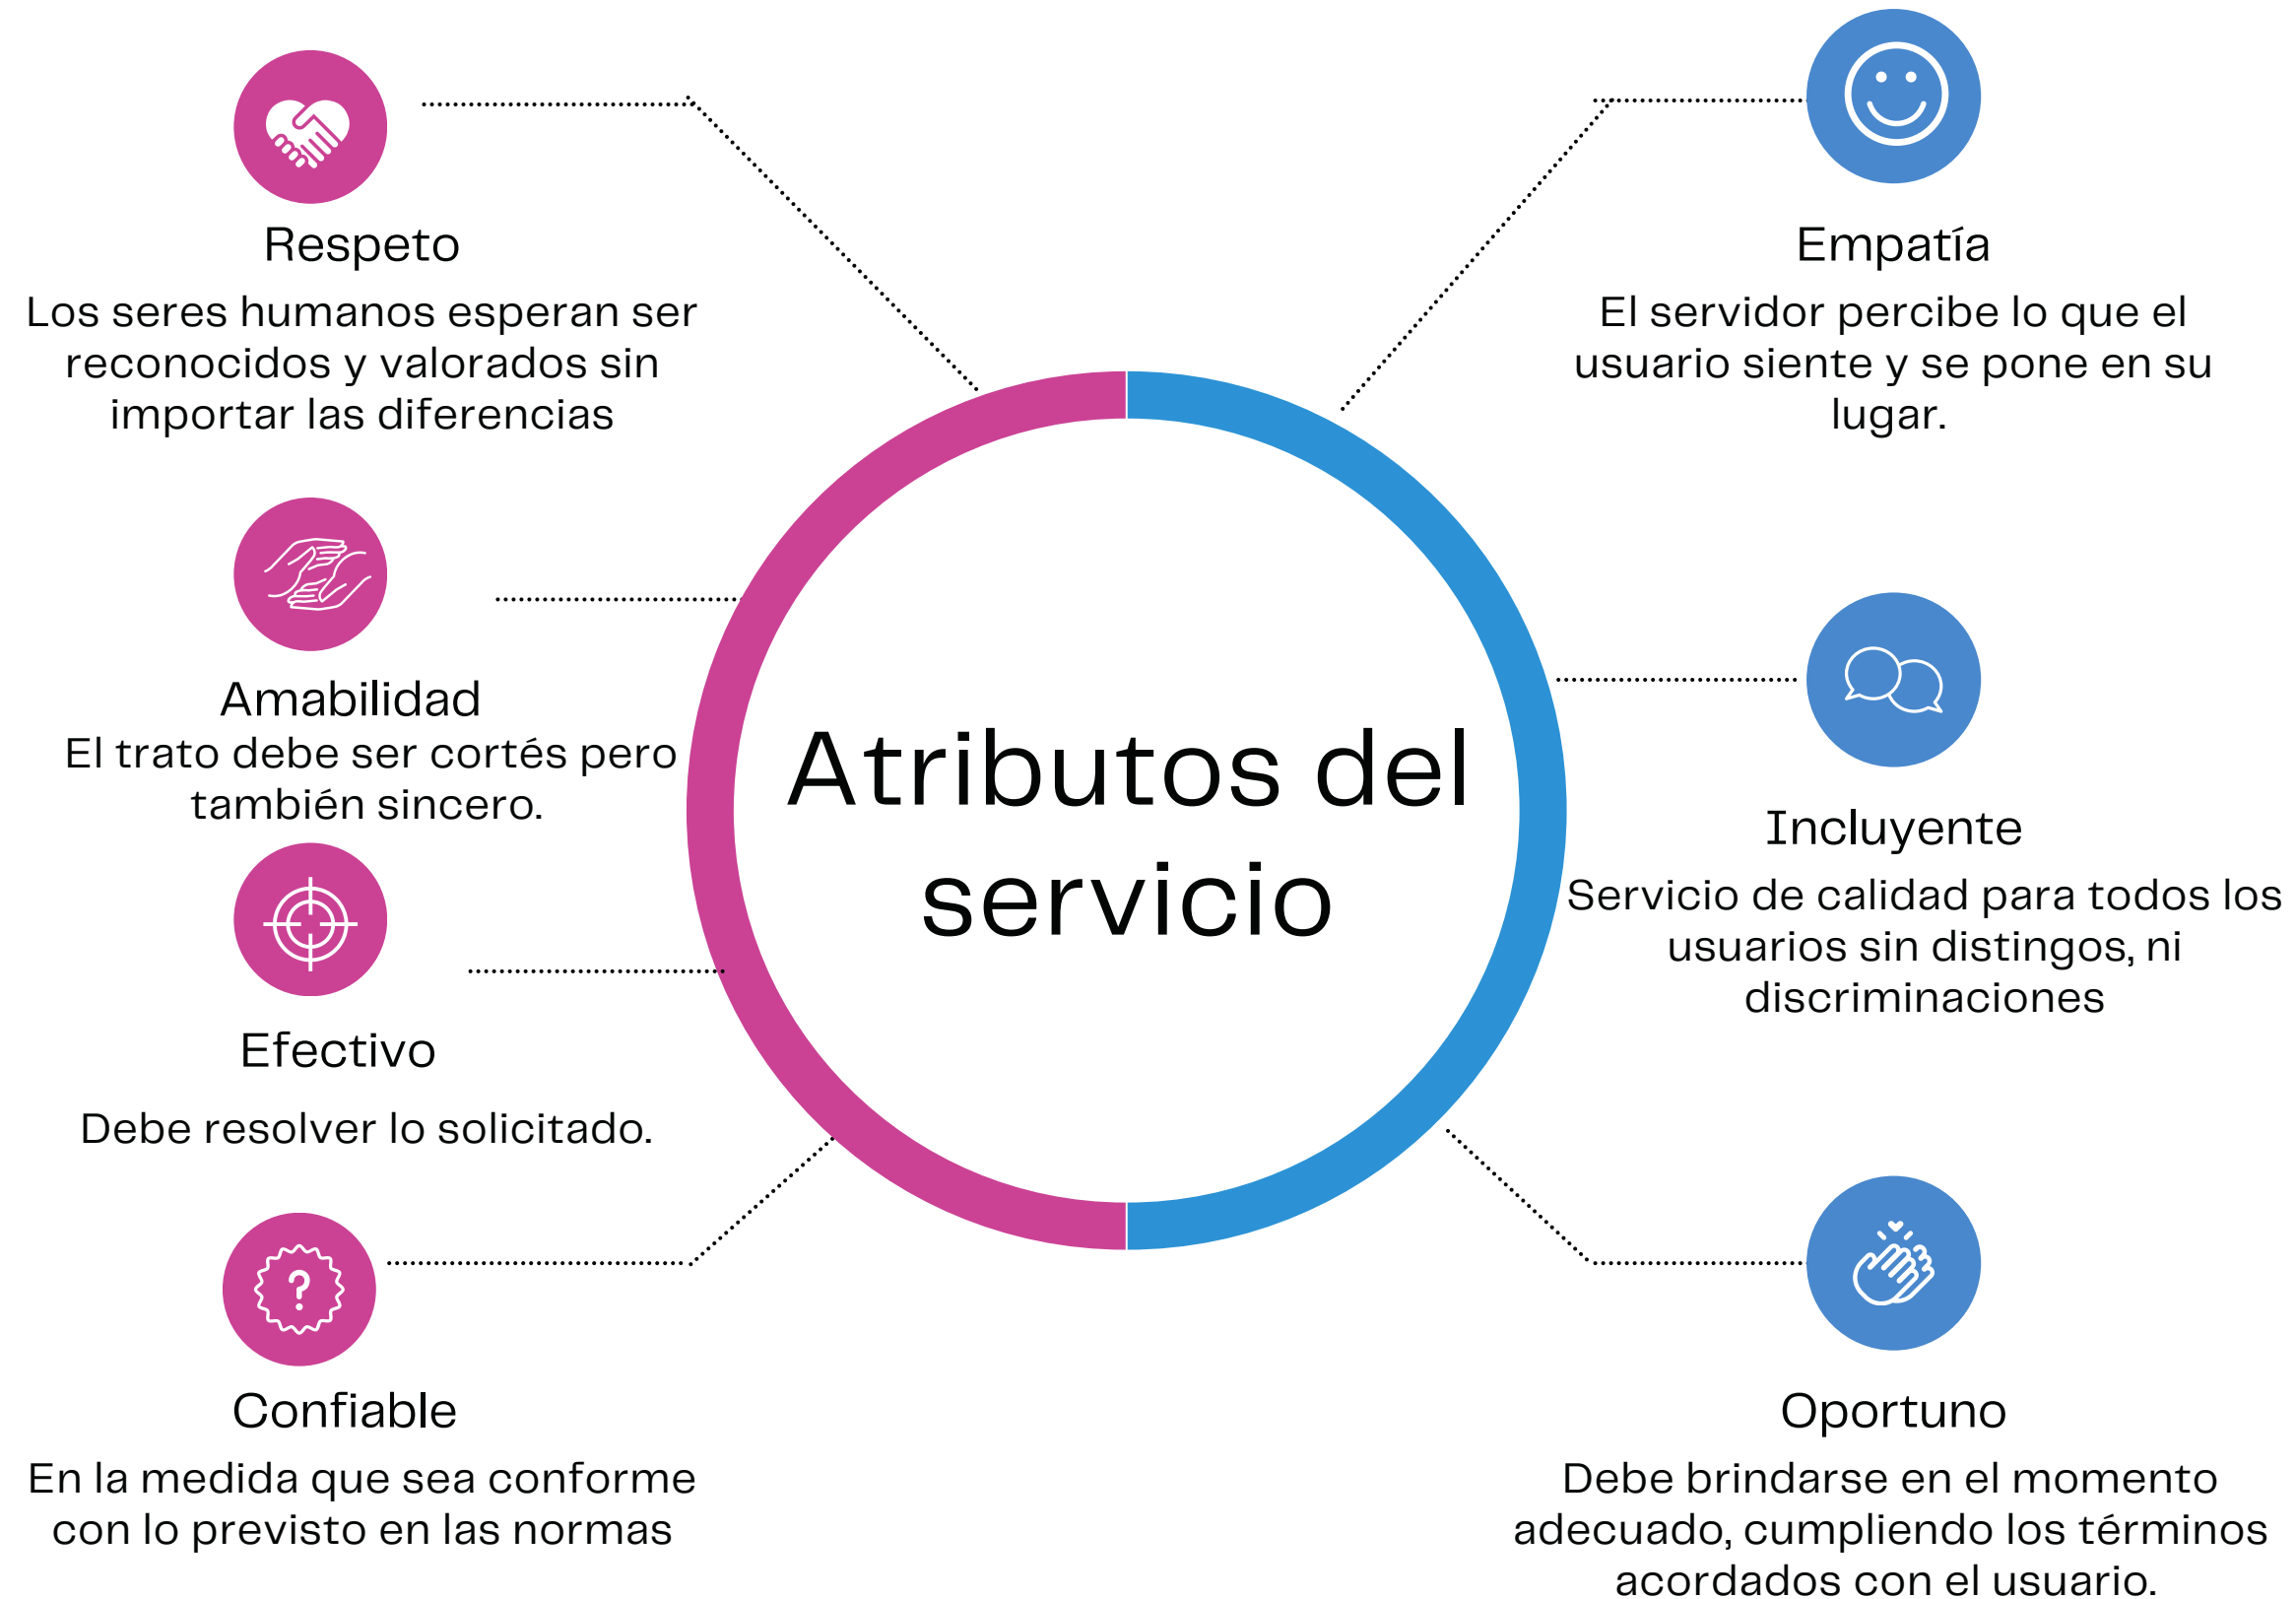 Respeto
Los seres humanos esperan ser
reconocidos y valorados sin
importar las diferencias
Amabilidad
El trato debe ser cortés pero
también sincero.
Efectivo
Debe resolver lo solicitado.
Confiable
En la medida que sea conforme
con lo previsto en las normas
Atributos del
servicio
Empatía
El servidor percibe lo que el
usuario siente y se pone en su
lugar.
Incluyente
Servicio de calidad para todos los
usuarios sin distingos, ni
discriminaciones
Oportuno
Debe brindarse en el momento
adecuado, cumpliendo los términos
acordados con el usuario.
?